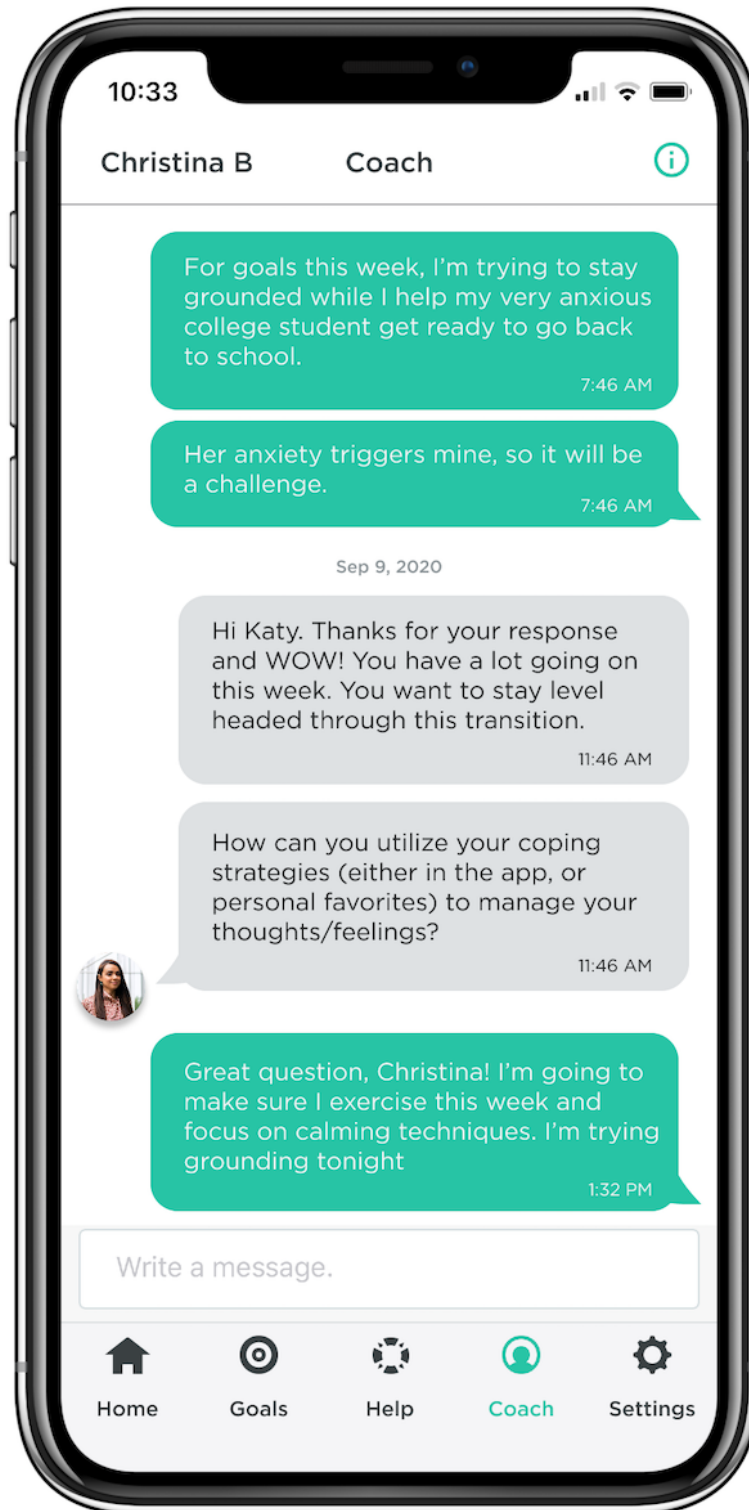 10:33
Christina B Coach
For goals this week, I’m trying to stay
grounded while I help my very anxious
college student get ready to go back
to school.
7:46 AM
Her anxiety triggers mine, so it will be
a challenge.
7:46 AM
Sep 9, 2020
Hi Katy. Thanks for your response
and WOW! You have a lot going on
this week. You want to stay level
headed through this transition.
11:46 AM
How can you utilize your coping
strategies (either in the app, or
personal favorites) to manage your
thoughts/feelings?
11:46 AM
Great question, Christina! I’m going to
make sure I exercise this week and
focus on calming techniques. I’m trying
grounding tonight
1:32 PM
Write a message.
Home Goals Help Coach Settings